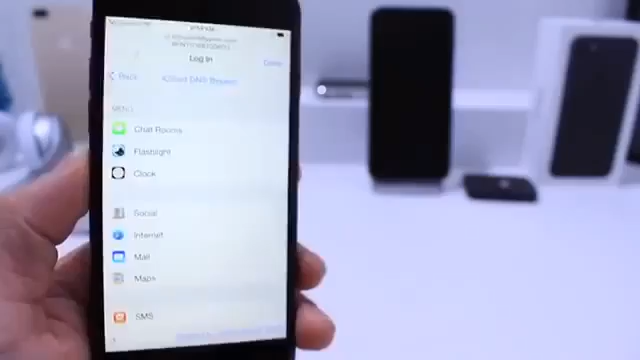 Log In
Back
Done
iCloud DNS Bypass
MENU
Chat Rooms
Flashlight
Clock
Social
Internet
Mail
Maps
SMS